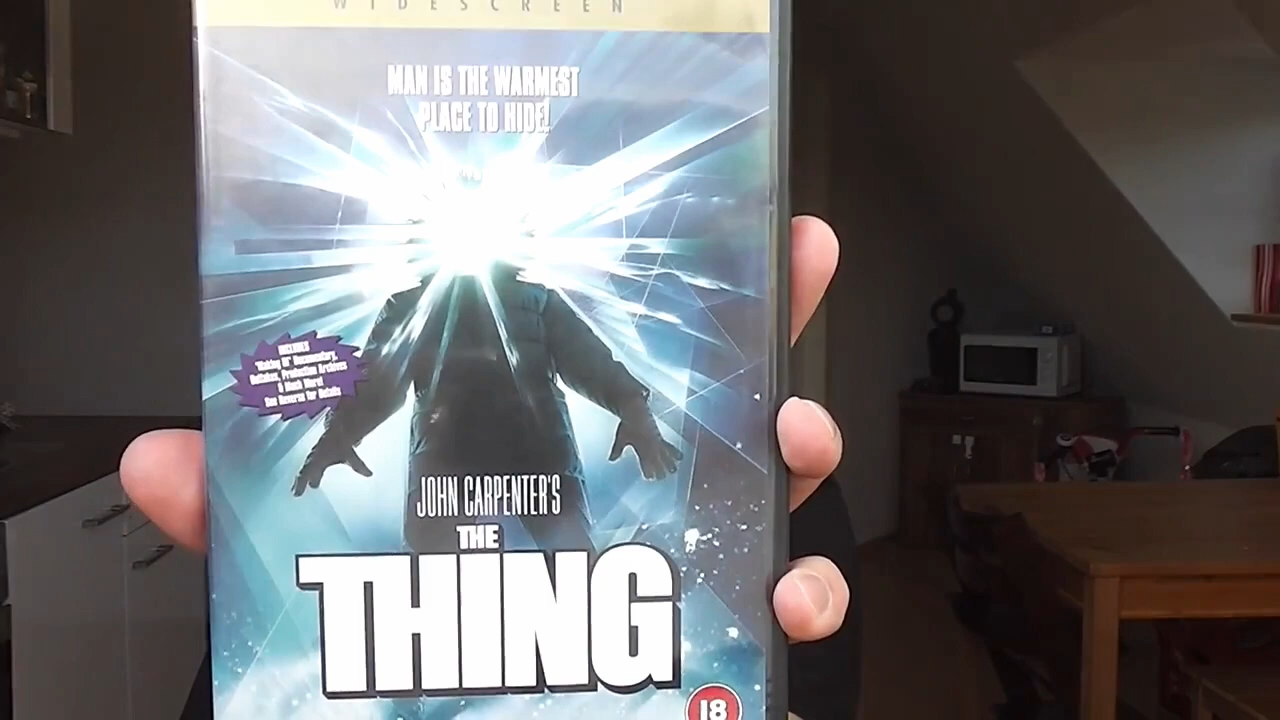 WIDESCREEN
MAN IS THE WARMEST
PLACE TO HIDE!
INCLUDES
'Making Of' Documentary,
Outtakes, Production Archives
& Much More!
See Reverse for Details
JOHN CARPENTER'S
THE
THING
18